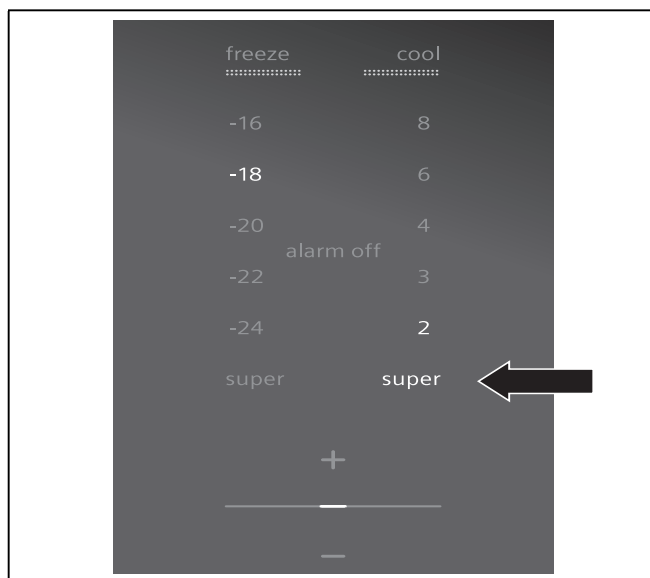 freeze cool
-16 8
-18 6
-20 4
alarm off
-22 3
-24 2
super super
+
—